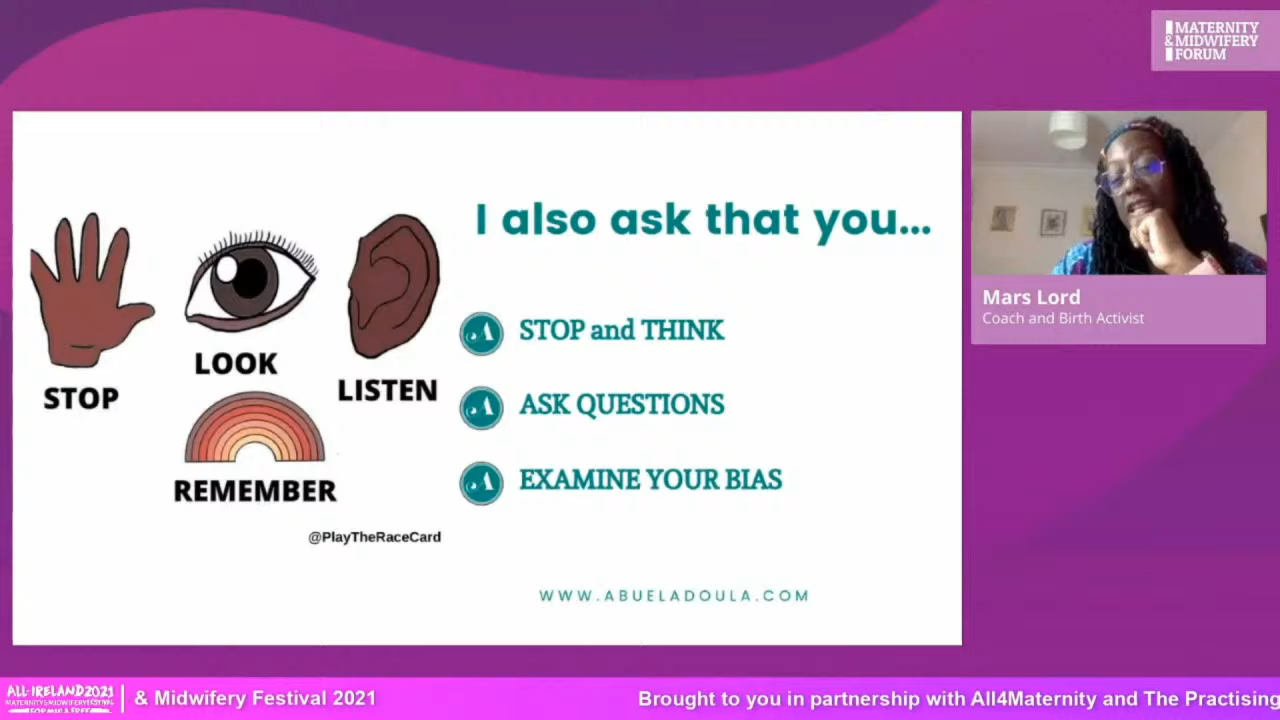 MATERNITY
&MIDWIFERY
FORUM
I also ask that you...
STOP
LOOK
LISTEN
REMEMBER
@PlayTheRaceCard
A STOP and THINK
A ASK QUESTIONS
A EXAMINE YOUR BIAS
WWW.ABUELADOULA.COM
Mars Lord
Coach and Birth Activist
ALL-IRELAND2021
MATERNITY&MIDWIFERYFESTIVAL
& Midwifery Festival 2021
Brought to you in partnership with All4Maternity and The Practising